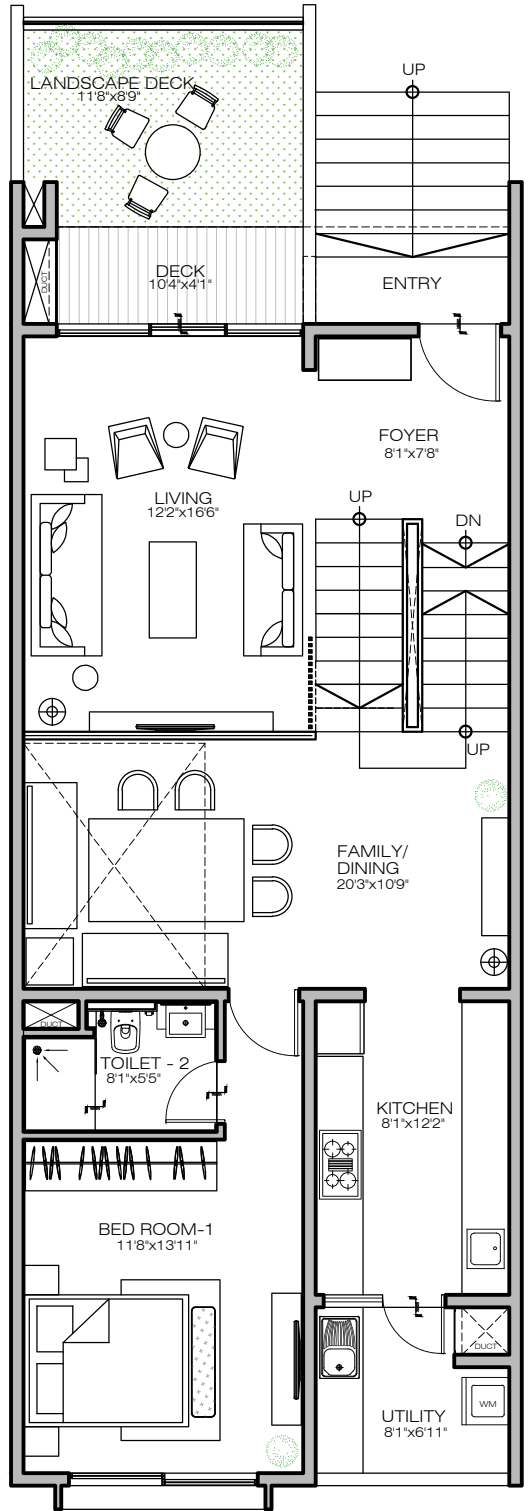 UP
LANDSCAPE DECK
11'8"x8'9"
DECK
10'4"x4'1"
DUCT
ENTRY
FOYER
8'1"x7'8"
LIVING
12'2"x16'6"
UP
DN
UP
FAMILY/
DINING
20'3"x10'9"
DUCT
TOILET - 2
8'1"x5'5"
KITCHEN
8'1"x12'2"
BED ROOM-1
11'8"x13'11"
DUCT
UTILITY
8'1"x6'11"
WM